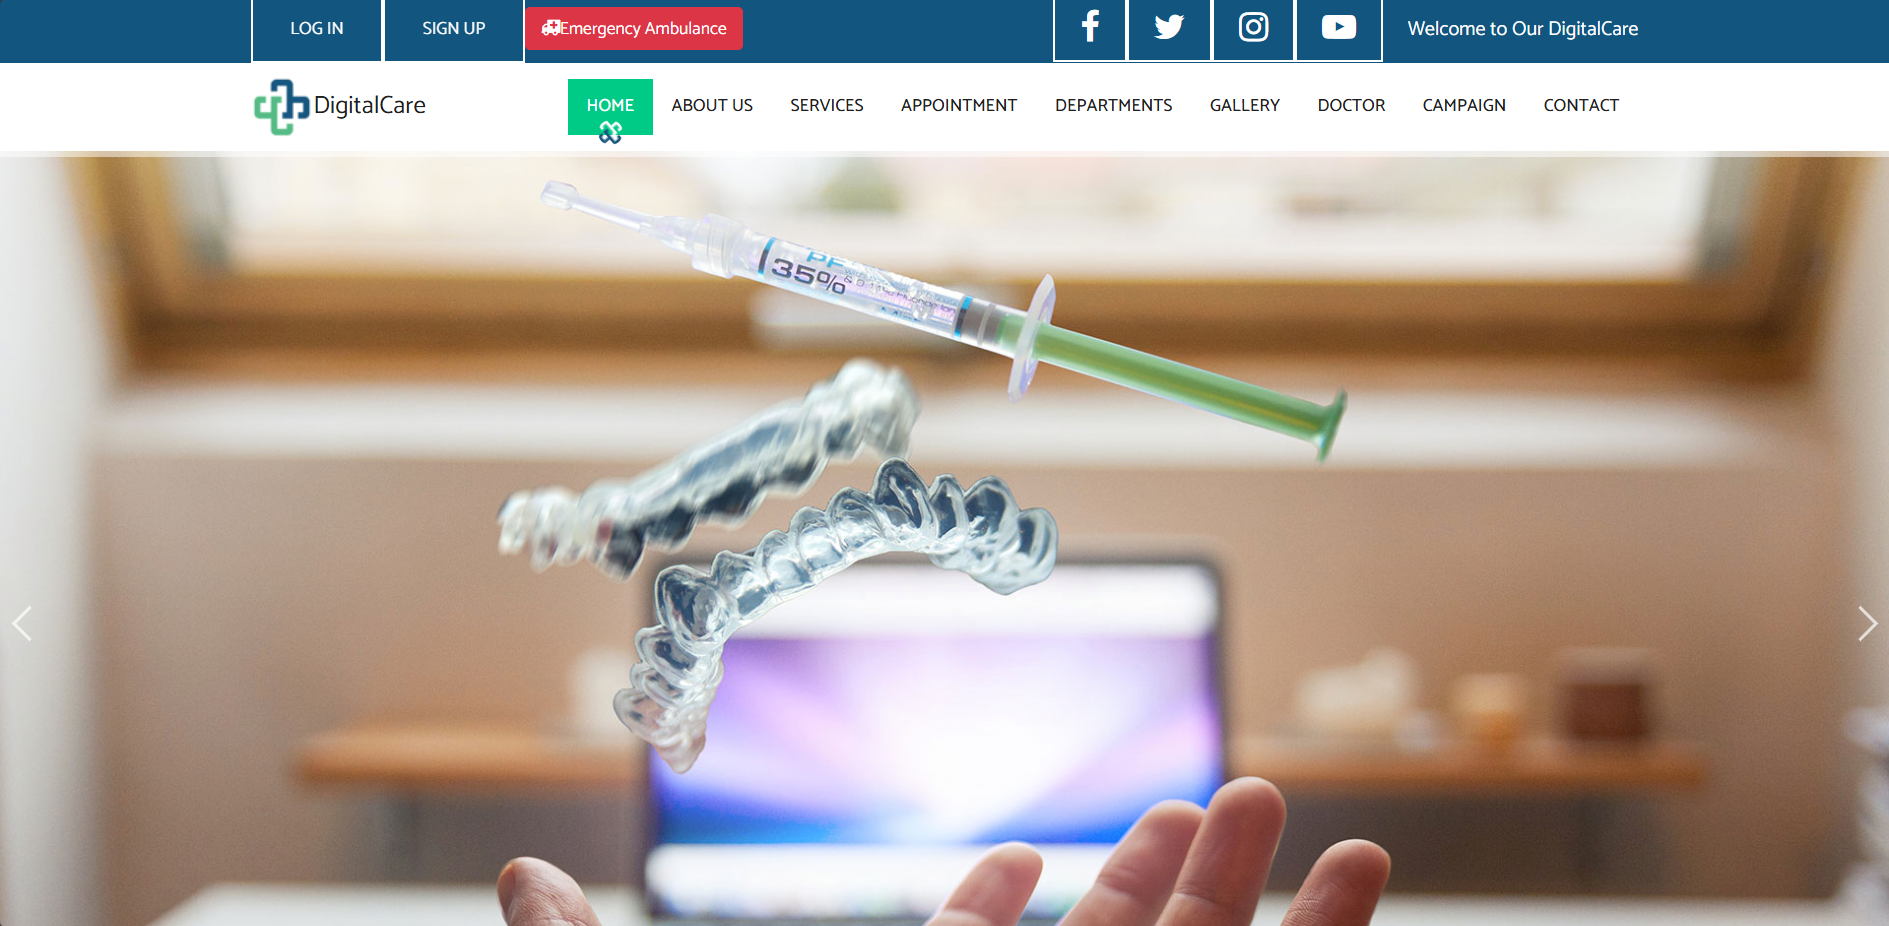 LOG IN
SIGN UP
Emergency Ambulance
Welcome to Our DigitalCare
DigitalCare
HOME
ABOUT US
SERVICES
APPOINTMENT
DEPARTMENTS
GALLERY
DOCTOR
CAMPAIGN
CONTACT
PF
35%